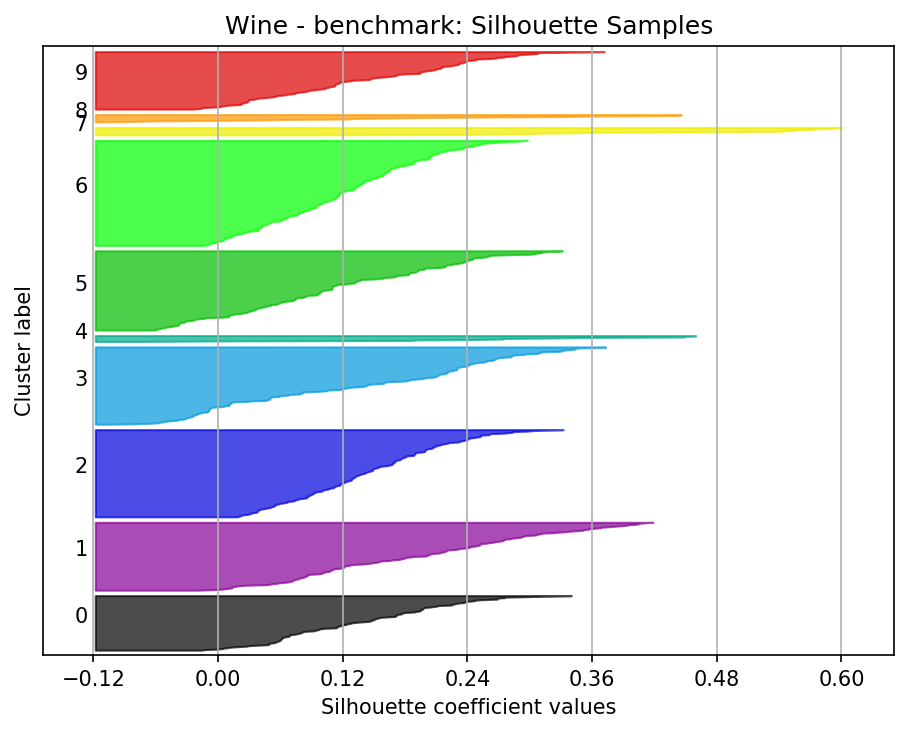 Wine - benchmark: Silhouette Samples
9
8
7
6
5
4
3
2
1
0
Cluster label
−0.12 0.00 0.12 0.24 0.36 0.48 0.60
Silhouette coefficient values